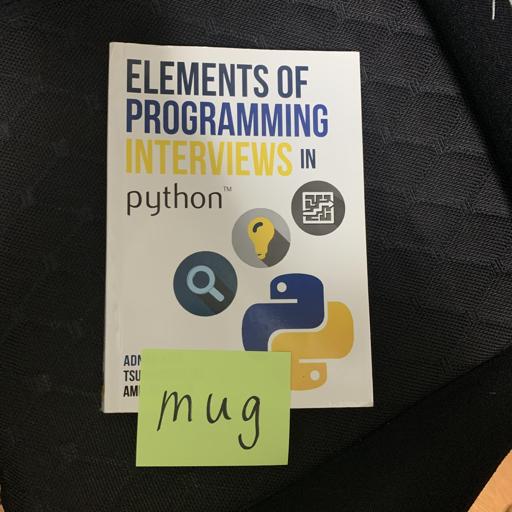 ELEMENTS OF
PROGRAMMING
INTERVIEWS IN
python™
mug